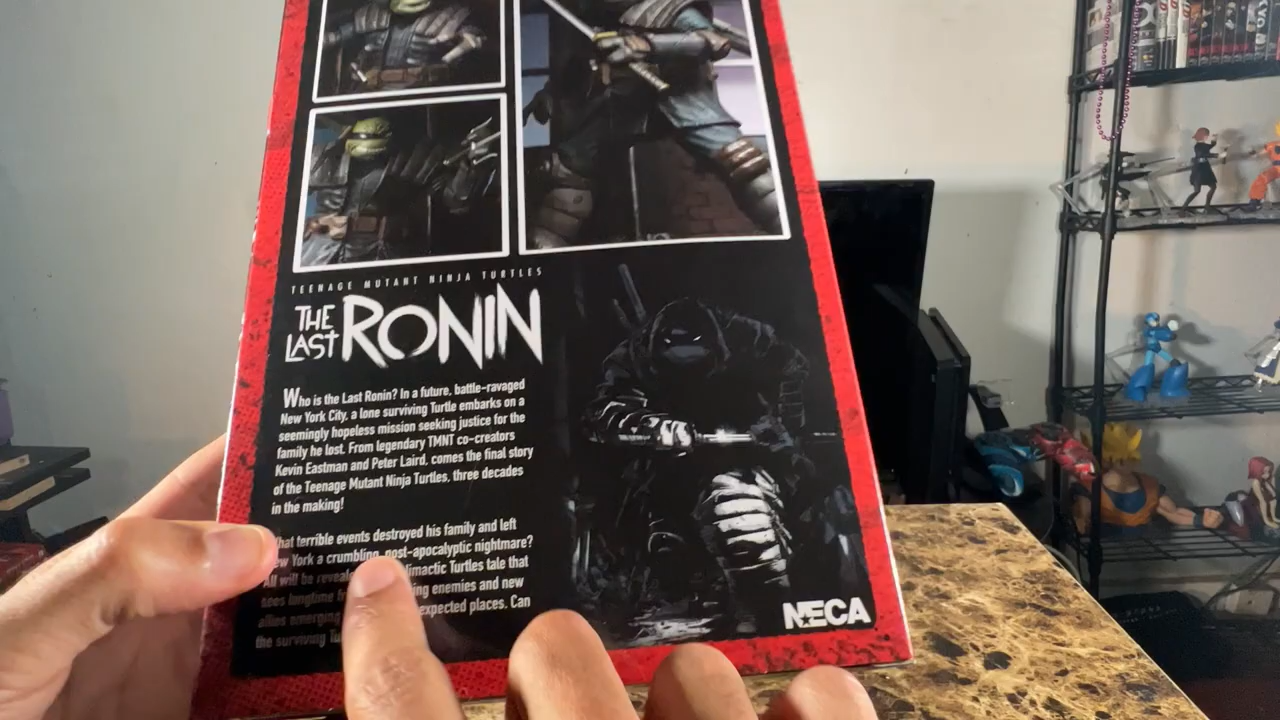 TEENAGE MUTANT NINJA TURTLES
THE
LAST
RONIN
Who is the Last Ronin? In a future, battle-ravaged
New York City, a lone surviving Turtle embarks on a
seemingly hopeless mission seeking justice for the
family he lost. From legendary TMNT co-creators
Kevin Eastman and Peter Laird, comes the final story
of the Teenage Mutant Ninja Turtles, three decades
in the making!
hat terrible events destroyed his family and left
ew York a crumbling, post-apocalyptic nightmare?
All will be limactic Turtles tale that
sees longtime ing enemies and new
allies emerging expected places. Can
the surviving
NECA